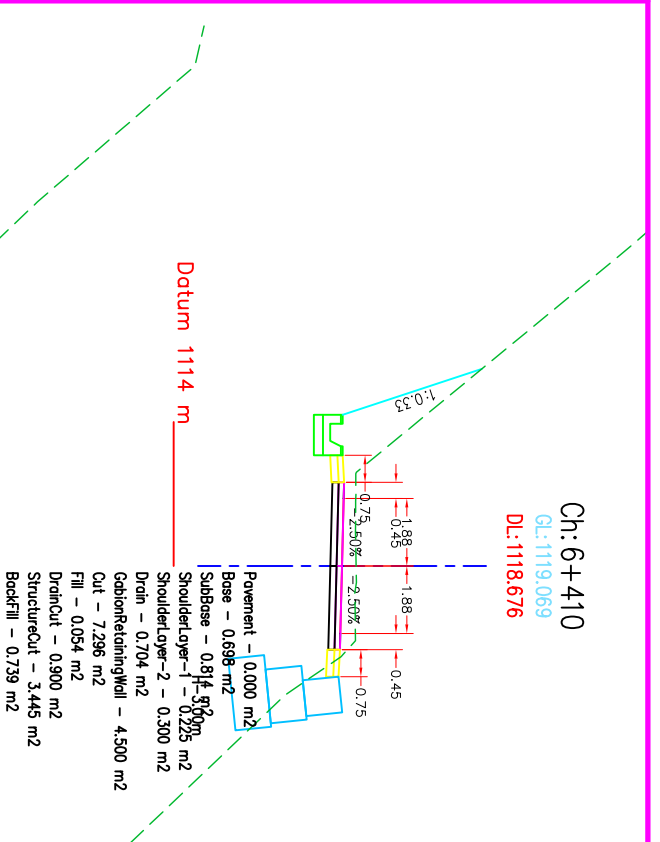 Ch:6+410
GL:1119.069
DL:1118.676
1.88
1.88
0.45
0.45
0.75
0.75
-2.50%
-2.50%
1:0.33
Datum 1114 m
H=3.00m
Pavement - 0.000 m2
Base - 0.698 m2
SubBase - 0.814 m2
ShoulderLayer-1 - 0.225 m2
ShoulderLayer-2 - 0.300 m2
Drain - 0.704 m2
GabionRetainingWall - 4.500 m2
Cut - 7.296 m2
Fill - 0.054 m2
DrainCut - 0.900 m2
StructureCut - 3.445 m2
BackFill - 0.739 m2